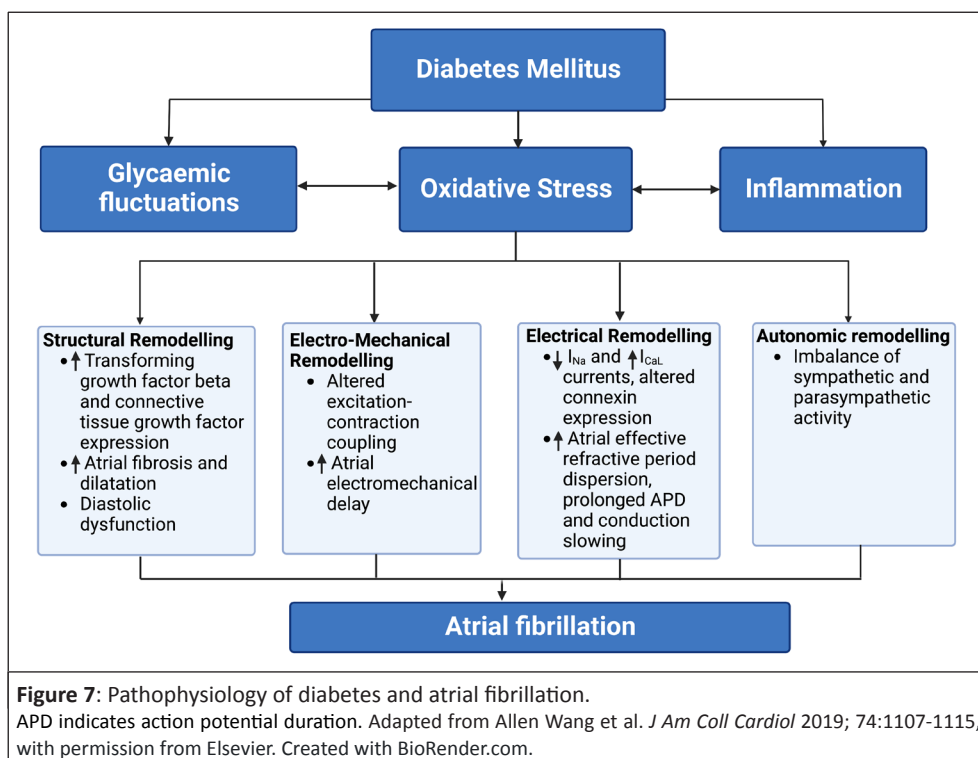 Diabetes Mellitus
Glycaemic
fluctuations
Oxidative Stress
Inflammation
Structural Remodelling
•↑ Transforming
growth factor beta
and connective
tissue growth factor
expression
•↑ Atrial fibrosis and
dilatation
• Diastolic
dysfunction
Electro-Mechanical
Remodelling
• Altered
excitation-
contraction
coupling
•↑ Atrial
electromechanical
delay
Electrical Remodelling
•↓ INa and ↑ ICaL
currents, altered
connexin
expression
•↑ Atrial effective
refractive period
dispersion,
prolonged APD
and conduction
slowing
Autonomic remodelling
• Imbalance of
sympathetic and
parasympathetic
activity
Atrial fibrillation
Figure 7: Pathophysiology of diabetes and atrial fibrillation.
APD indicates action potential duration. Adapted from Allen Wang et al. J Am Coll Cardiol 2019; 74:1107-1115,
with permission from Elsevier. Created with BioRender.com.